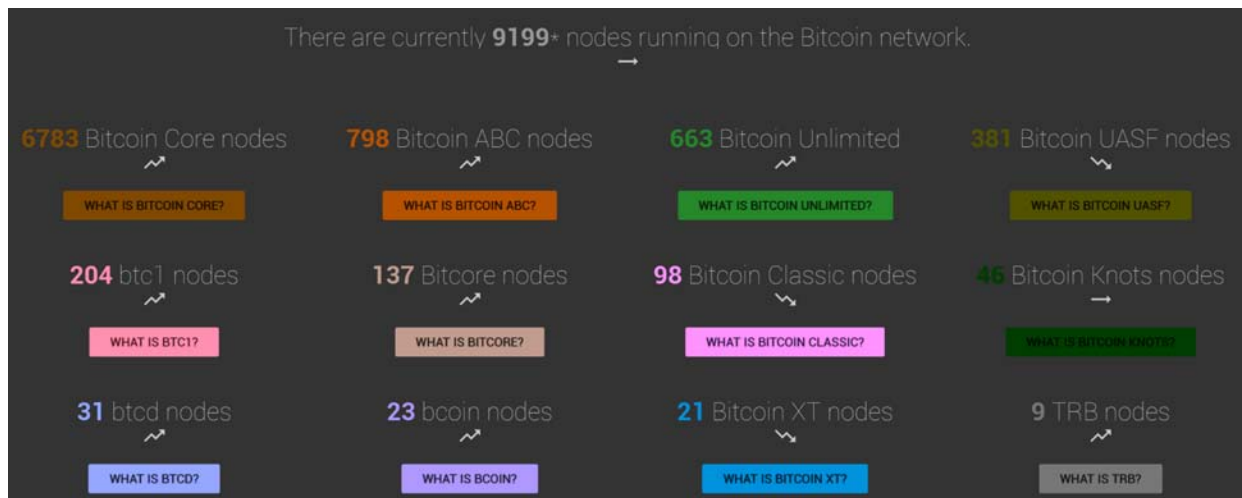 There are currently 9199* nodes running on the Bitcoin network.
6783 Bitcoin Core nodes
WHAT IS BITCOIN CORE?
798 Bitcoin ABC nodes
WHAT IS BITCOIN ABC?
663 Bitcoin Unlimited
WHAT IS BITCOIN UNLIMITED?
381 Bitcoin UASF nodes
WHAT IS BITCOIN UASF?
204 btc1 nodes
WHAT IS BTC1?
137 Bitcore nodes
WHAT IS BITCORE?
98 Bitcoin Classic nodes
WHAT IS BITCOIN CLASSIC?
46 Bitcoin Knots nodes
WHAT IS BITCOIN KNOTS?
31 btcd nodes
WHAT IS BTCD?
23 bcoin nodes
WHAT IS BCOIN?
21 Bitcoin XT nodes
WHAT IS BITCOIN XT?
9 TRB nodes
WHAT IS TRB?